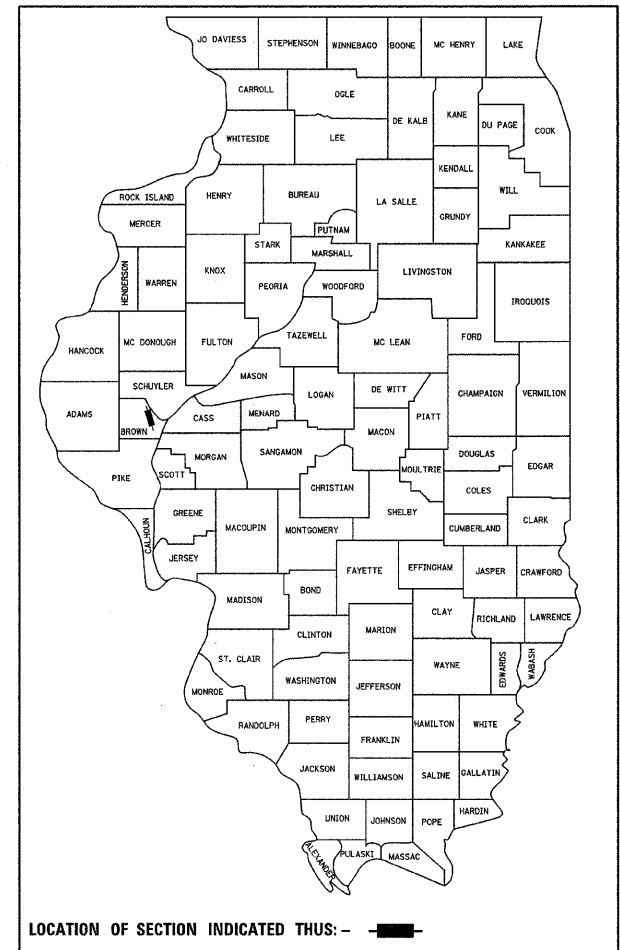 JO DAVIESS
STEPHENSON
WINNEBAGO
BOONE
MC HENRY
LAKE
CARROLL
OGLE
DE KALB
KANE
DU PAGE
COOK
WHITESIDE
LEE
KENDALL
WILL
ROCK ISLAND
HENRY
BUREAU
LA SALLE
GRUNDY
MERCER
PUTNAM
STARK
MARSHALL
KANKAKEE
HENDERSON
WARREN
KNOX
PEORIA
WOODFORD
LIVINGSTON
IROQUOIS
HANCOCK
MC DONOUGH
FULTON
TAZEWELL
MC LEAN
FORD
MASON
SCHUYLER
LOGAN
DE WITT
CHAMPAIGN
VERMILION
ADAMS
BROWN
CASS
MENARD
MACON
PIATT
PIKE
SCOTT
MORGAN
SANGAMON
MOULTRIE
DOUGLAS
EDGAR
CHRISTIAN
COLES
CALHOUN
GREENE
MACOUPIN
MONTGOMERY
SHELBY
CUMBERLAND
CLARK
JERSEY
FAYETTE
EFFINGHAM
JASPER
CRAWFORD
MADISON
BOND
CLAY
RICHLAND
LAWRENCE
ST. CLAIR
CLINTON
MARION
WAYNE
EDWARDS
WABASH
MONROE
WASHINGTON
JEFFERSON
RANDOLPH
PERRY
HAMILTON
WHITE
FRANKLIN
JACKSON
WILLIAMSON
SALINE
GALLATIN
UNION
JOHNSON
POPE
HARDIN
ALEXANDER
PULASKI
MASSAC
LOCATION OF SECTION INDICATED THUS: -